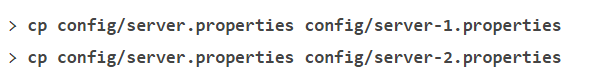 > cp config/server.properties config/server-1.properties
> cp config/server.properties config/server-2.properties